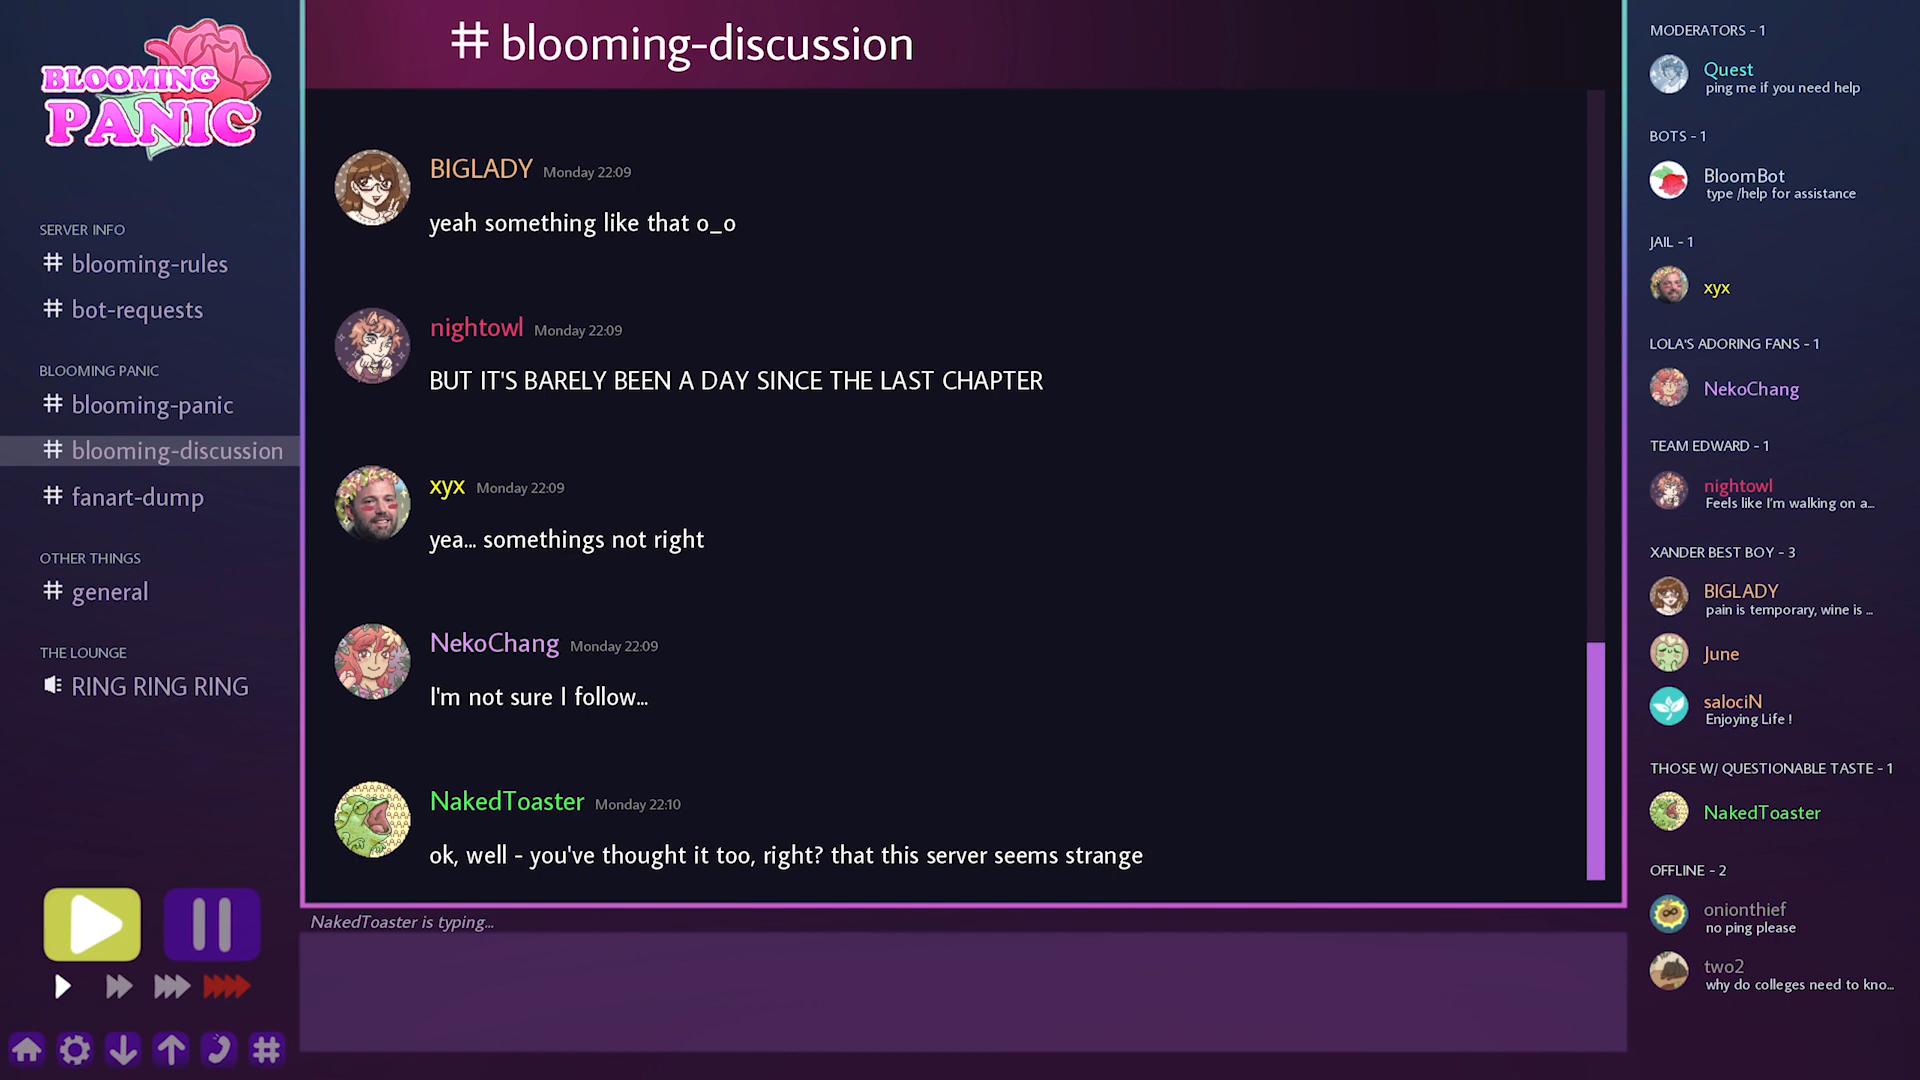 BLOOMING
PANIC
SERVER INFO
# blooming-rules
# bot-requests
BLOOMING PANIC
# blooming-panic
# blooming-discussion
# fanart-dump
OTHER THINGS
# general
THE LOUNGE
RING RING RING
# blooming-discussion
BIGLADY Monday 22:09
yeah something like that o_o
nightowl Monday 22:09
BUT IT'S BARELY BEEN A DAY SINCE THE LAST CHAPTER
xyx Monday 22:09
yea... somethings not right
NekoChang Monday 22:09
I'm not sure I follow...
NakedToaster Monday 22:10
ok, well - you've thought it too, right? that this server seems strange
NakedToaster is typing...
MODERATORS - 1
Quest
ping me if you need help
BOTS - 1
BloomBot
type /help for assistance
JAIL - 1
xyx
LOLA'S ADORING FANS - 1
NekoChang
TEAM EDWARD - 1
nightowl
Feels like I'm walking on a...
XANDER BEST BOY - 3
BIGLADY
pain is temporary, wine is ...
June
salociN
Enjoying Life !
THOSE W/ QUESTIONABLE TASTE - 1
NakedToaster
OFFLINE - 2
onionthief
no ping please
two2
why do colleges need to kno...